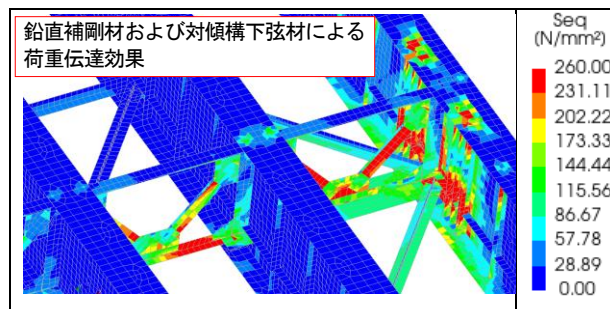 鉛直補剛材および対傾構下弦材による
荷重伝達効果
Seq
(N/mm²)
260.00
231.11
202.22
173.33
144.44
115.56
86.67
57.78
28.89
0.00